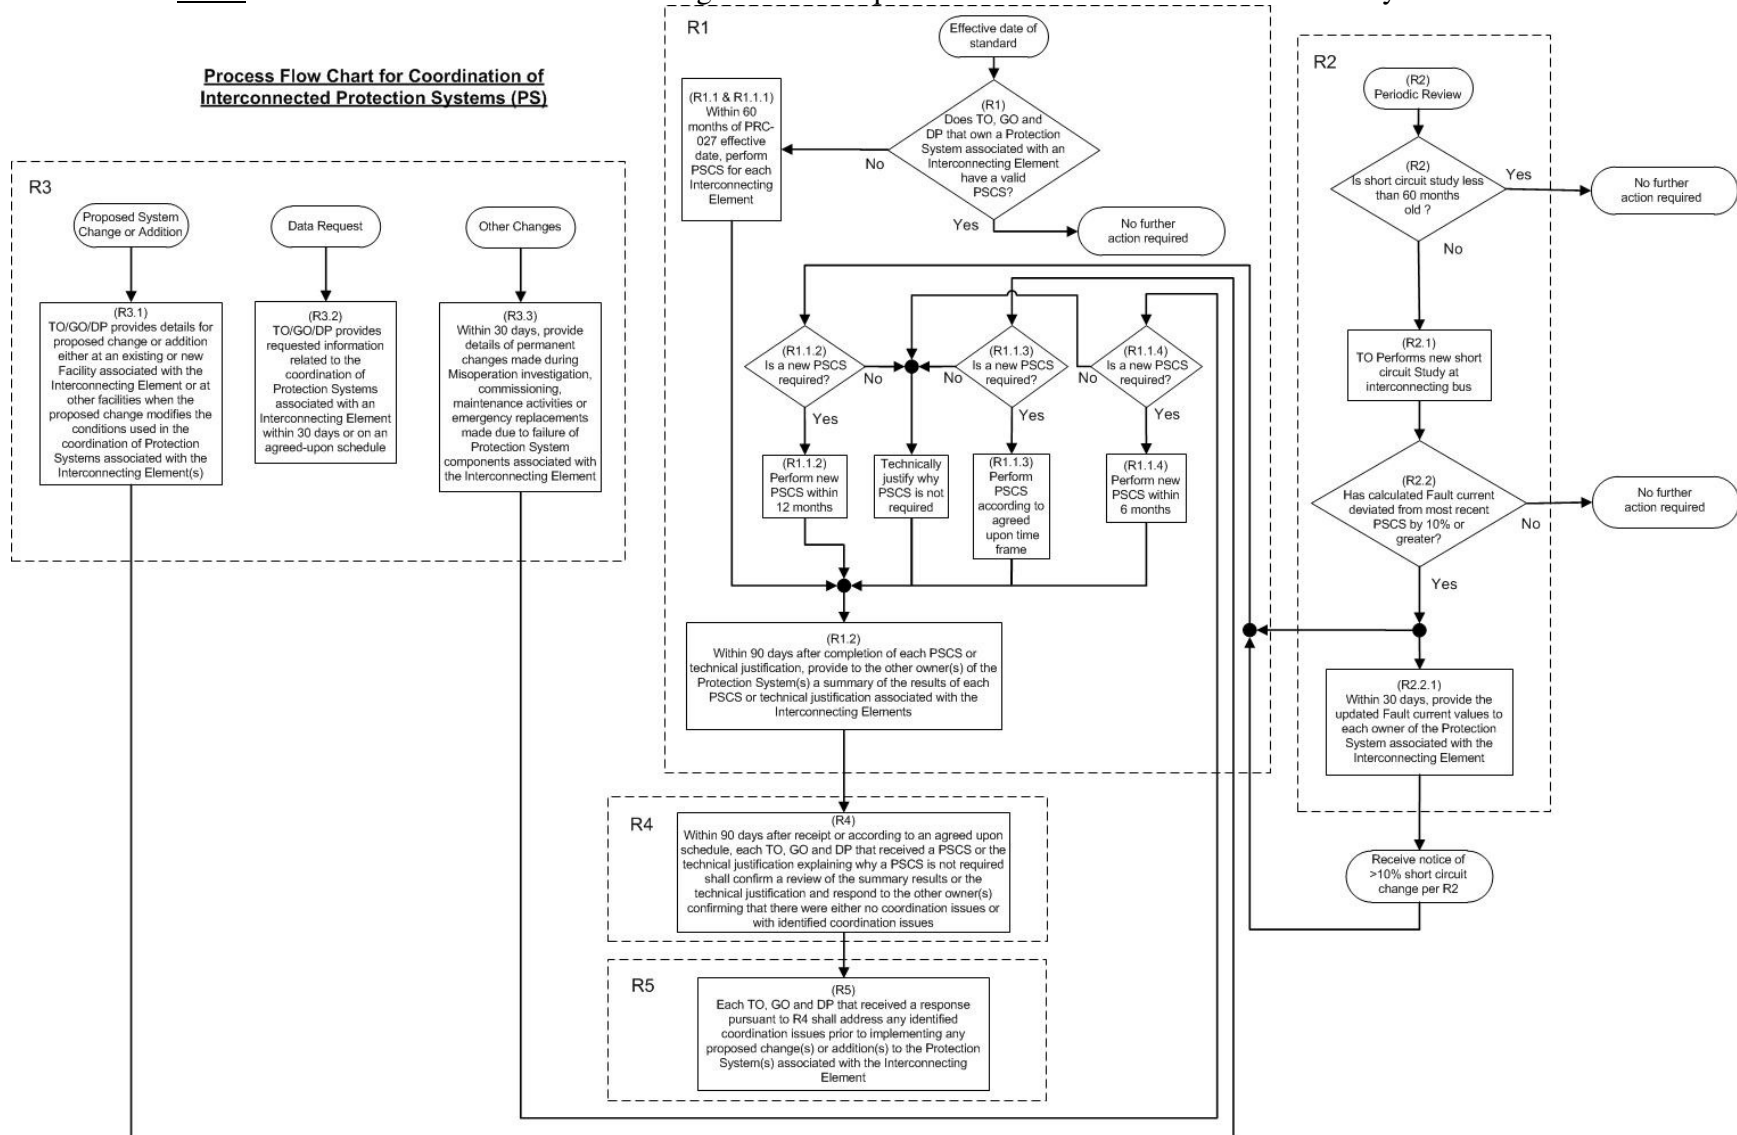 Process Flow Chart for Coordination of
Interconnected Protection Systems (PS)
R3
Proposed System
Change or Addition
Data Request
Other Changes
(R3.1)
TO/GO/DP provides details for
proposed change or addition
either at an existing or new
Facility associated with the
Interconnecting Element or at
other facilities when the
proposed change modifies the
conditions used in the
coordination of Protection
Systems associated with the
Interconnecting Element(s)
(R3.2)
TO/GO/DP provides
requested information
related to the
coordination of
Protection Systems
associated with an
Interconnecting Element
within 30 days or on an
agreed-upon schedule
(R3.3)
Within 30 days, provide
details of permanent
changes made during
Misoperation investigation,
commissioning,
maintenance activities or
emergency replacements
made due to failure of
Protection System
components associated with
the Interconnecting Element
R1
Effective date of
standard
(R1)
Does TO, GO and
DP that own a Protection
System associated with an
Interconnecting Element
have a valid
PSCS?
No
Yes
(R1.1 & R1.1.1)
Within 60
months of PRC-
027 effective
date, perform
PSCS for each
Interconnecting
Element
No further
action required
(R1.1.2)
Is a new PSCS
required?
No
Yes
(R1.1.3)
Is a new PSCS
required?
No
Yes
(R1.1.4)
Is a new PSCS
required?
No
Yes
(R1.1.2)
Perform new
PSCS within
12 months
Technically
justify why
PSCS is not
required
(R1.1.3)
Perform
PSCS
according to
agreed
upon time
frame
(R1.1.4)
Perform new
PSCS within
6 months
(R1.2)
Within 90 days after completion of each PSCS or
technical justification, provide to the other owner(s) of the
Protection System(s) a summary of the results of each
PSCS or technical justification associated with the
Interconnecting Elements
R4
(R4)
Within 90 days after receipt or according to an agreed upon
schedule, each TO, GO and DP that received a PSCS or the
technical justification explaining why a PSCS is not required
shall confirm a review of the summary results or the
technical justification and respond to the other owner(s)
confirming that there were either no coordination issues or
with identified coordination issues
R5
(R5)
Each TO, GO and DP that received a response
pursuant to R4 shall address any identified
coordination issues prior to implementing any
proposed change(s) or addition(s) to the Protection
System(s) associated with the Interconnecting
Element
R2
(R2)
Periodic Review
(R2)
Is short circuit study less
than 60 months
old ?
Yes
No
No further
action required
(R2.1)
TO Performs new short
circuit Study at
interconnecting bus
(R2.2)
Has calculated Fault current
deviated from most recent
PSCS by 10% or
greater?
No
Yes
No further
action required
(R2.2.1)
Within 30 days, provide the
updated Fault current values to
each owner of the Protection
System associated with the
Interconnecting Element
Receive notice of
>10% short circuit
change per R2